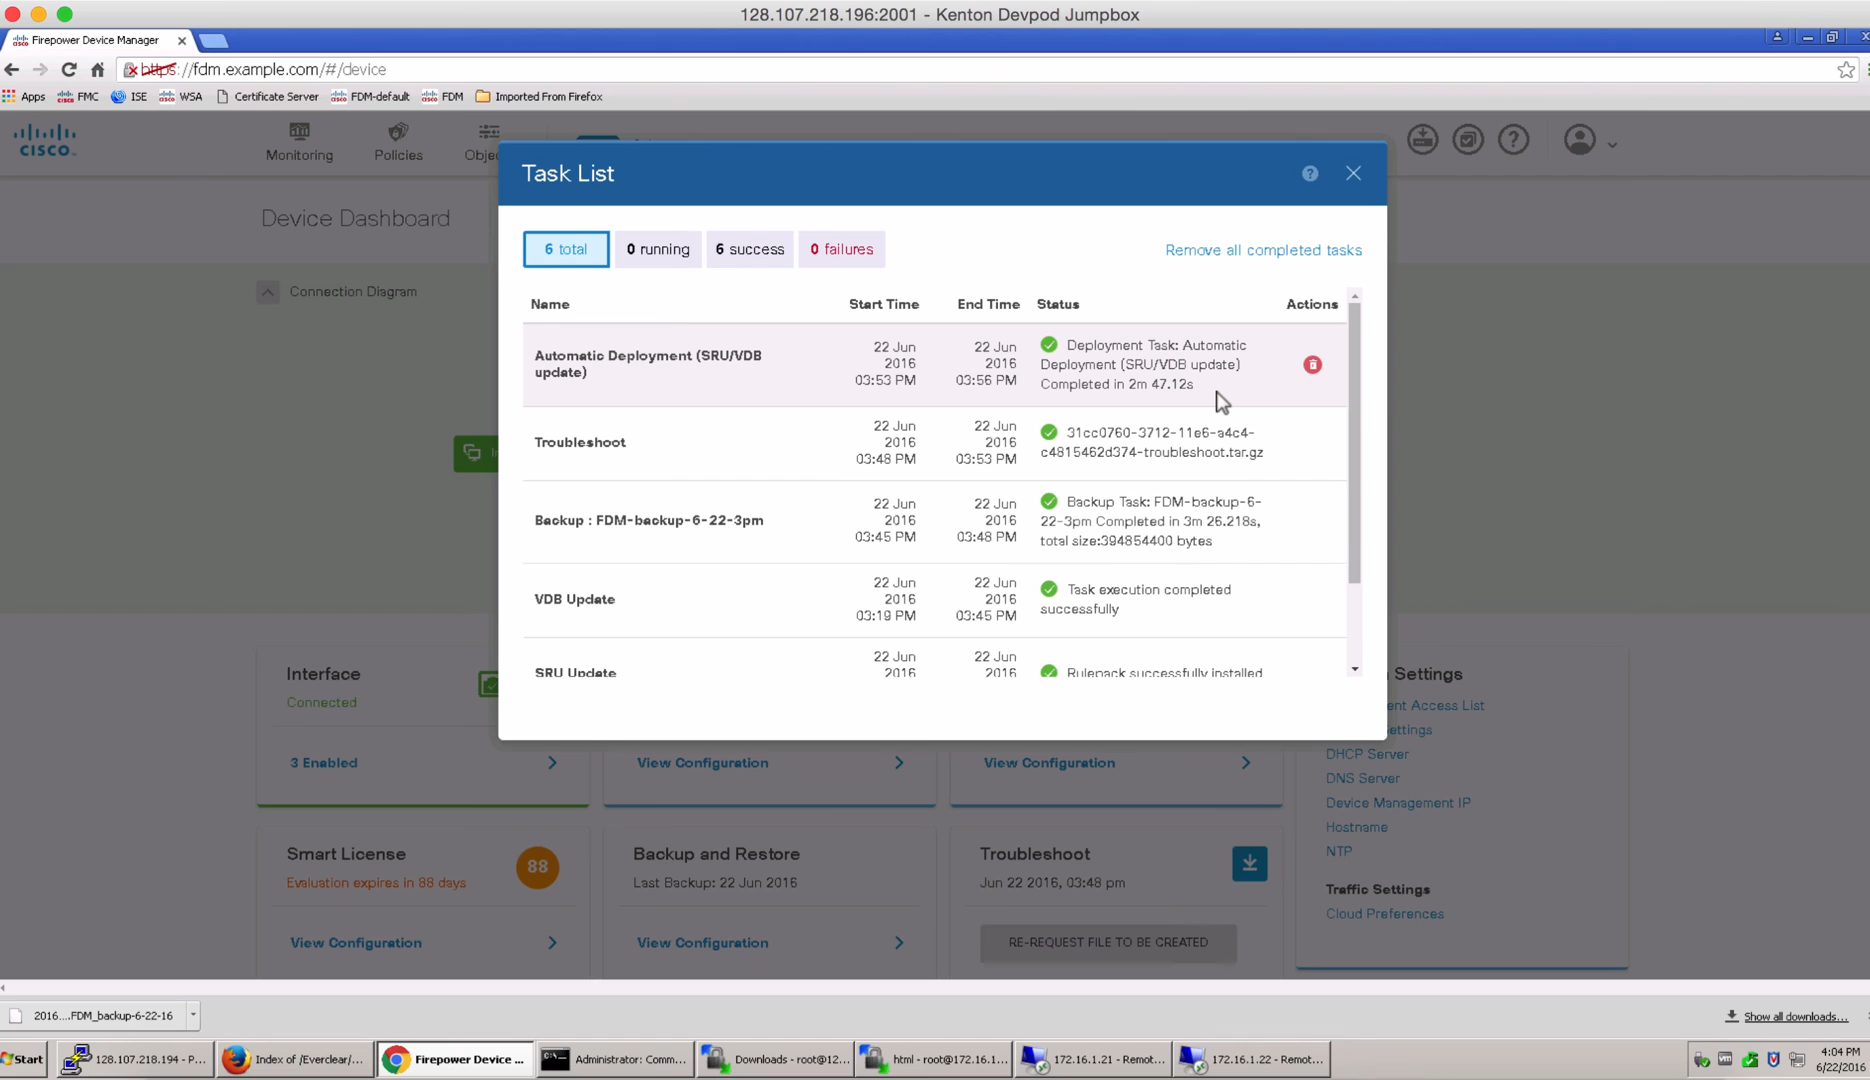 128.107.218.196:2001 - Kenton Devpod Jumpbox
Firepower Device Manager
https://fdm.example.com/#/device
Apps FMC ISE WSA Certificate Server FDM-default FDM Imported From Firefox
CISCO
Monitoring Policies
Task List
Device Dashboard
6 total 0 running 6 success 0 failures Remove all completed tasks
Connection Diagram
Name Start Time End Time Status Actions
Automatic Deployment (SRU/VDB
update)
22 Jun
2016
03:53 PM
22 Jun
2016
03:56 PM
Deployment Task: Automatic
Deployment (SRU/VDB update)
Completed in 2m 47.12s
Troubleshoot
22 Jun
2016
03:48 PM
22 Jun
2016
03:53 PM
31cc0760-3712-11e6-a4c4-
c4815462d374-troubleshoot.tar.gz
Backup : FDM-backup-6-22-3pm
22 Jun
2016
03:45 PM
22 Jun
2016
03:48 PM
Backup Task: FDM-backup-6-
22-3pm Completed in 3m 26.218s,
total size:394854400 bytes
VDB Update
22 Jun
2016
03:19 PM
22 Jun
2016
03:45 PM
Task execution completed
successfully
SRU Update
22 Jun
2016
22 Jun
2016
Rulepack successfully installed
Interface
Connected
3 Enabled
View Configuration
View Configuration
Settings
ent Access List
ettings
DHCP Server
DNS Server
Device Management IP
Hostname
NTP
Traffic Settings
Cloud Preferences
Smart License
Evaluation expires in 88 days
88
View Configuration
Backup and Restore
Last Backup: 22 Jun 2016
View Configuration
Troubleshoot
Jun 22 2016, 03:48 pm
RE-REQUEST FILE TO BE CREATED
2016....FDM_backup-6-22-16
Show all downloads...
Start
128.107.218.194 - P...
Index of /Everclear/...
Firepower Device ...
Administrator: Comm...
Downloads - root@12...
html - root@172.16.1...
172.16.1.21 - Remot...
172.16.1.22 - Remot...
4:04 PM
6/22/2016